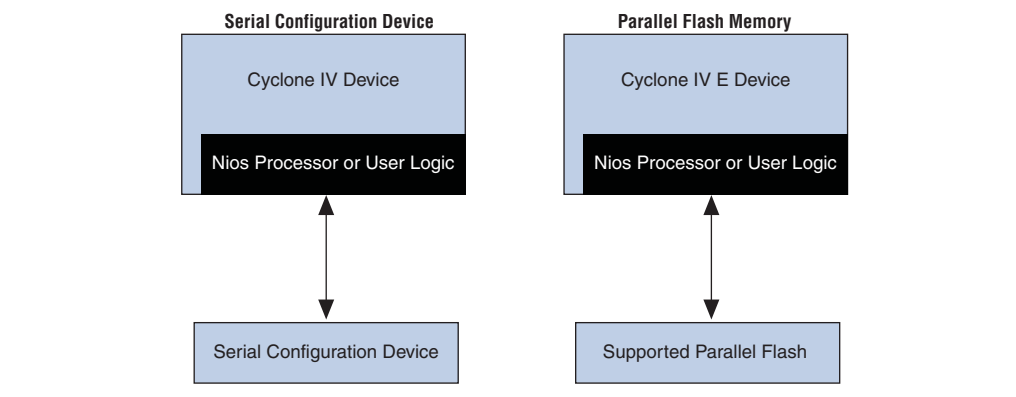 Serial Configuration Device
Parallel Flash Memory
Cyclone IV Device
Cyclone IV E Device
Nios Processor or User Logic
Nios Processor or User Logic
Serial Configuration Device
Supported Parallel Flash